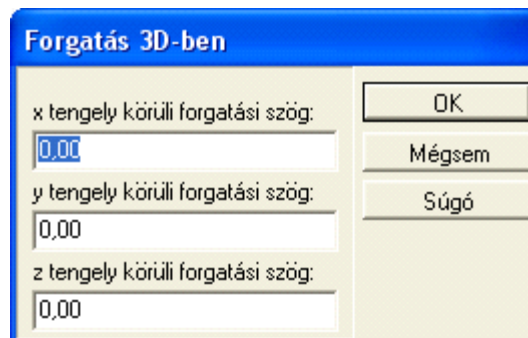 Forgatás 3D-ben
x tengely körüli forgatási szög:
0,00
y tengely körüli forgatási szög:
0,00
z tengely körüli forgatási szög:
0,00
OK
Mégsem
Súgó